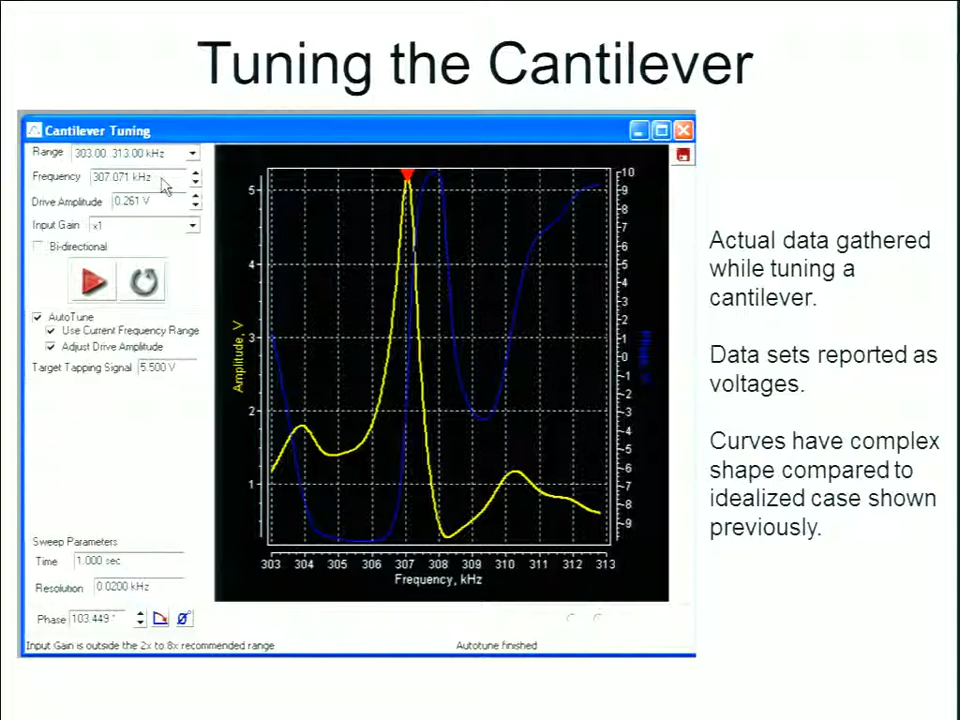 Tuning the Cantilever
Cantilever Tuning
Range 303.00..313.00 kHz
Frequency 307.071 kHz
Drive Amplitude 0.261 V
Input Gain x1
Bi-directional
AutoTune
Use Current Frequency Range
Adjust Drive Amplitude
Target Tapping Signal 5.500 V
Sweep Parameters
Time 1.000 sec
Resolution 0.0200 kHz
Phase 103.449 °
Input Gain is outside the 2x to 8x recommended range
Autotune finished
Amplitude, V
5
4
3
2
1
10
9
8
7
6
5
4
3
2
1
0
-1
-2
-3
-4
-5
-6
-7
-8
-9
303 304 305 306 307 308 309 310 311 312 313
Frequency, kHz
Actual data gathered
while tuning a
cantilever.
Data sets reported as
voltages.
Curves have complex
shape compared to
idealized case shown
previously.